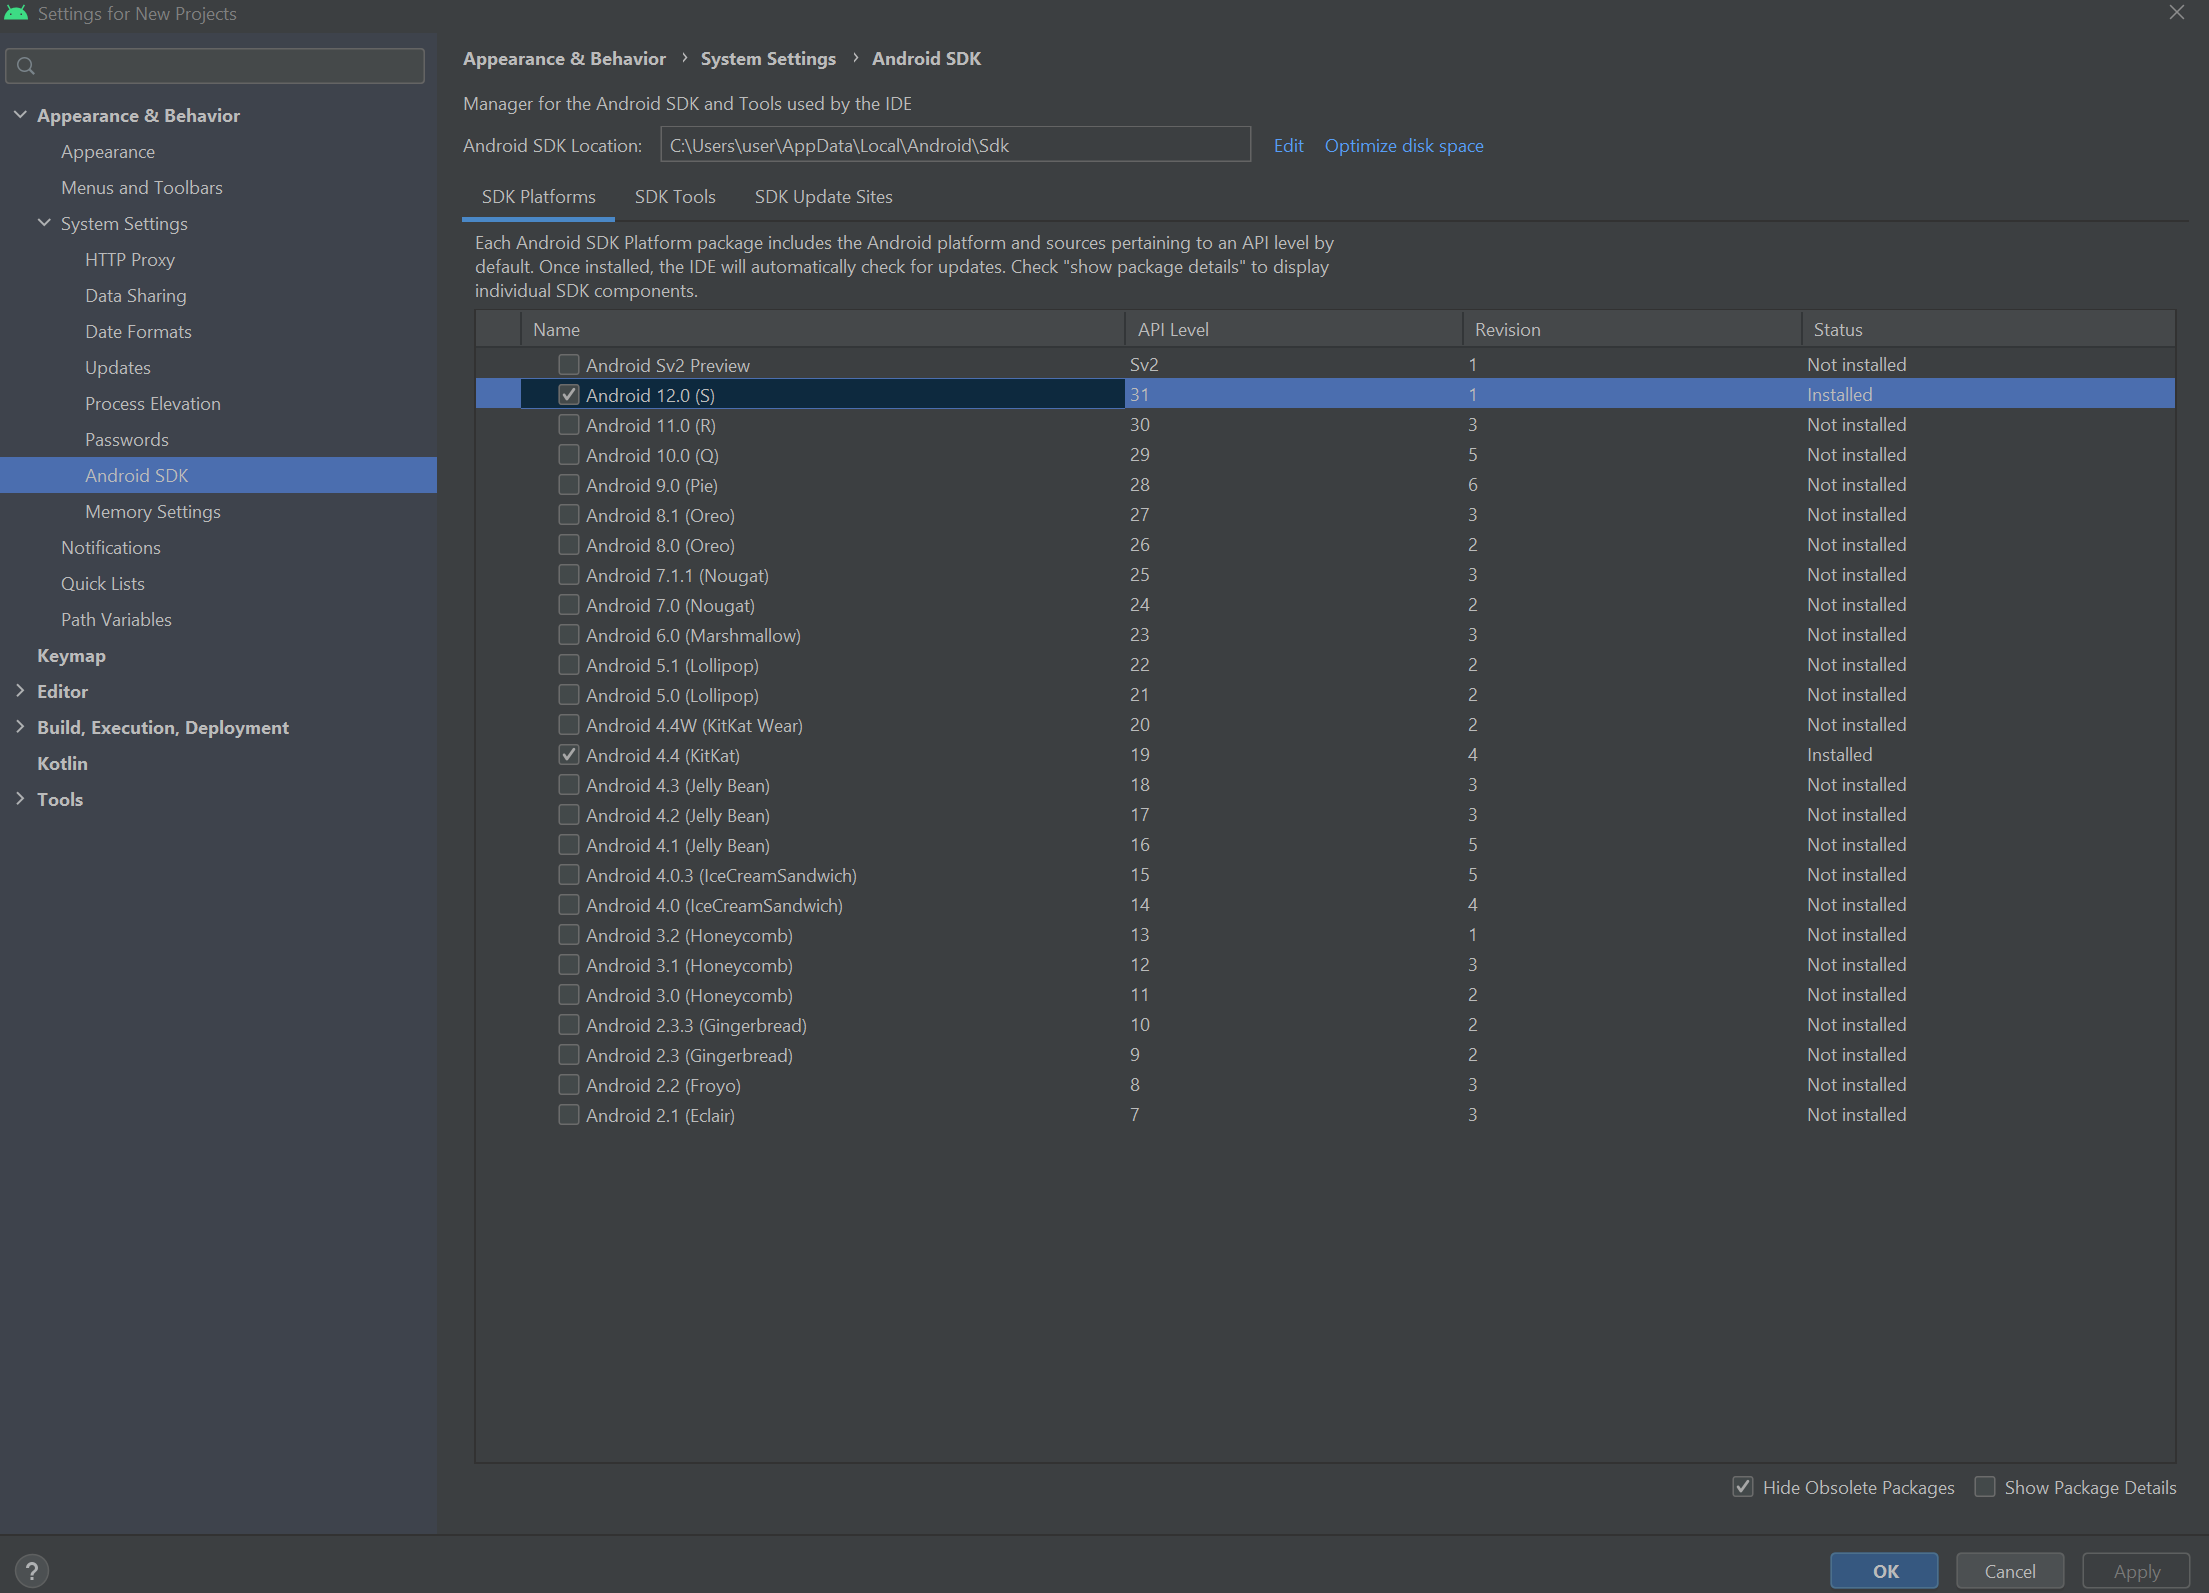 Settings for New Projects
Appearance & Behavior
Appearance
Menus and Toolbars
System Settings
HTTP Proxy
Data Sharing
Date Formats
Updates
Process Elevation
Passwords
Android SDK
Memory Settings
Notifications
Quick Lists
Path Variables
Keymap
Editor
Build, Execution, Deployment
Kotlin
Tools
Appearance & Behavior › System Settings › Android SDK
Manager for the Android SDK and Tools used by the IDE
Android SDK Location: C:\Users\user\AppData\Local\Android\Sdk Edit Optimize disk space
SDK Platforms SDK Tools SDK Update Sites
Each Android SDK Platform package includes the Android platform and sources pertaining to an API level by
default. Once installed, the IDE will automatically check for updates. Check "show package details" to display
individual SDK components.
Name API Level Revision Status
Android Sv2 Preview Sv2 1 Not installed
Android 12.0 (S) 31 1 Installed
Android 11.0 (R) 30 3 Not installed
Android 10.0 (Q) 29 5 Not installed
Android 9.0 (Pie) 28 6 Not installed
Android 8.1 (Oreo) 27 3 Not installed
Android 8.0 (Oreo) 26 2 Not installed
Android 7.1.1 (Nougat) 25 3 Not installed
Android 7.0 (Nougat) 24 2 Not installed
Android 6.0 (Marshmallow) 23 3 Not installed
Android 5.1 (Lollipop) 22 2 Not installed
Android 5.0 (Lollipop) 21 2 Not installed
Android 4.4W (KitKat Wear) 20 2 Not installed
Android 4.4 (KitKat) 19 4 Installed
Android 4.3 (Jelly Bean) 18 3 Not installed
Android 4.2 (Jelly Bean) 17 3 Not installed
Android 4.1 (Jelly Bean) 16 5 Not installed
Android 4.0.3 (IceCreamSandwich) 15 5 Not installed
Android 4.0 (IceCreamSandwich) 14 4 Not installed
Android 3.2 (Honeycomb) 13 1 Not installed
Android 3.1 (Honeycomb) 12 3 Not installed
Android 3.0 (Honeycomb) 11 2 Not installed
Android 2.3.3 (Gingerbread) 10 2 Not installed
Android 2.3 (Gingerbread) 9 2 Not installed
Android 2.2 (Froyo) 8 3 Not installed
Android 2.1 (Eclair) 7 3 Not installed
Hide Obsolete Packages Show Package Details
? OK Cancel Apply